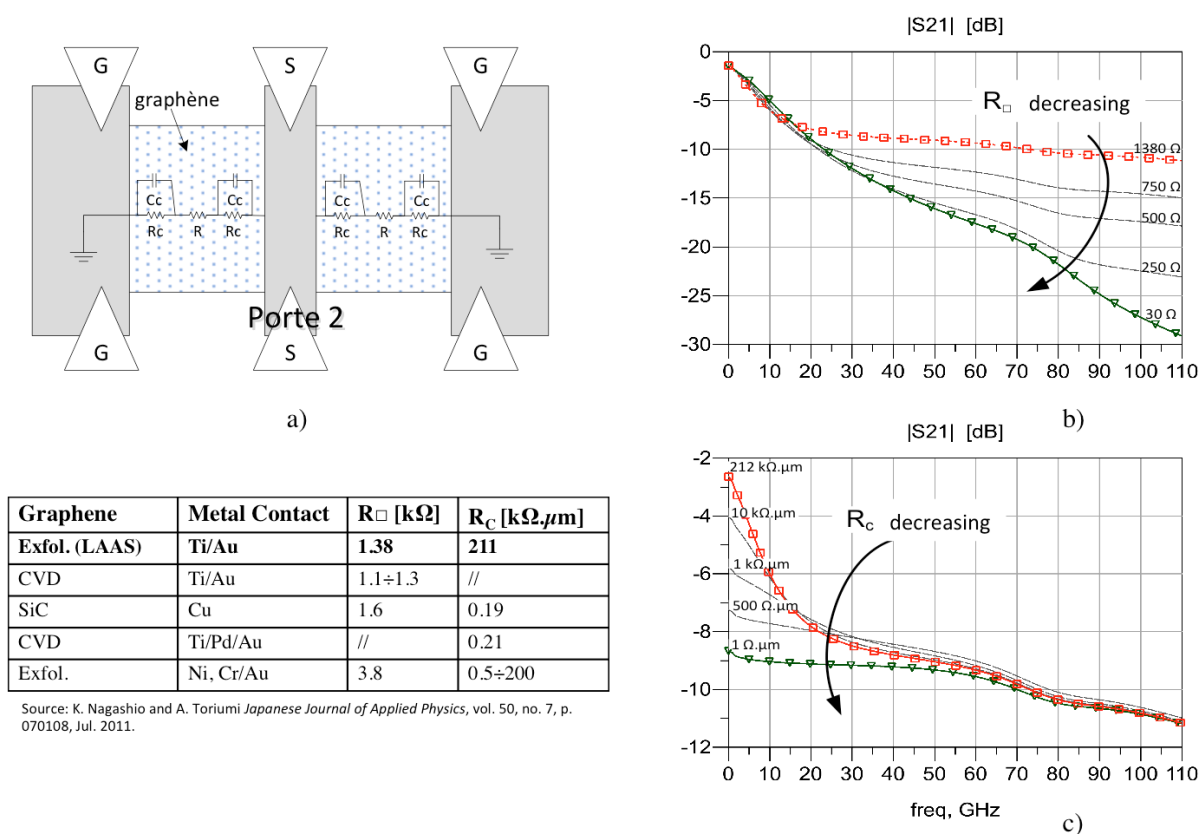 G S G
graphène
Cc Cc Cc Cc
Rc R Rc Rc R Rc
Porte 2
G S G
a)
|S21| [dB]
0
-5
-10
-15
-20
-25
-30
R□ decreasing
1380 Ω
750 Ω
500 Ω
250 Ω
30 Ω
0 10 20 30 40 50 60 70 80 90 100 110
b)
|S21| [dB]
-2
-4
-6
-8
-10
-12
212 kΩ.µm
10 kΩ.µm
1 kΩ.µm
500 Ω.µm
1 Ω.µm
Rc decreasing
0 10 20 30 40 50 60 70 80 90 100 110
freq, GHz
c)
Graphene Metal Contact R□ [kΩ] RC [kΩ.µm]
Exfol. (LAAS) Ti/Au 1.38 211
CVD Ti/Au 1.1÷1.3 //
SiC Cu 1.6 0.19
CVD Ti/Pd/Au // 0.21
Exfol. Ni, Cr/Au 3.8 0.5÷200
Source: K. Nagashio and A. Toriumi Japanese Journal of Applied Physics, vol. 50, no. 7, p.
070108, Jul. 2011.